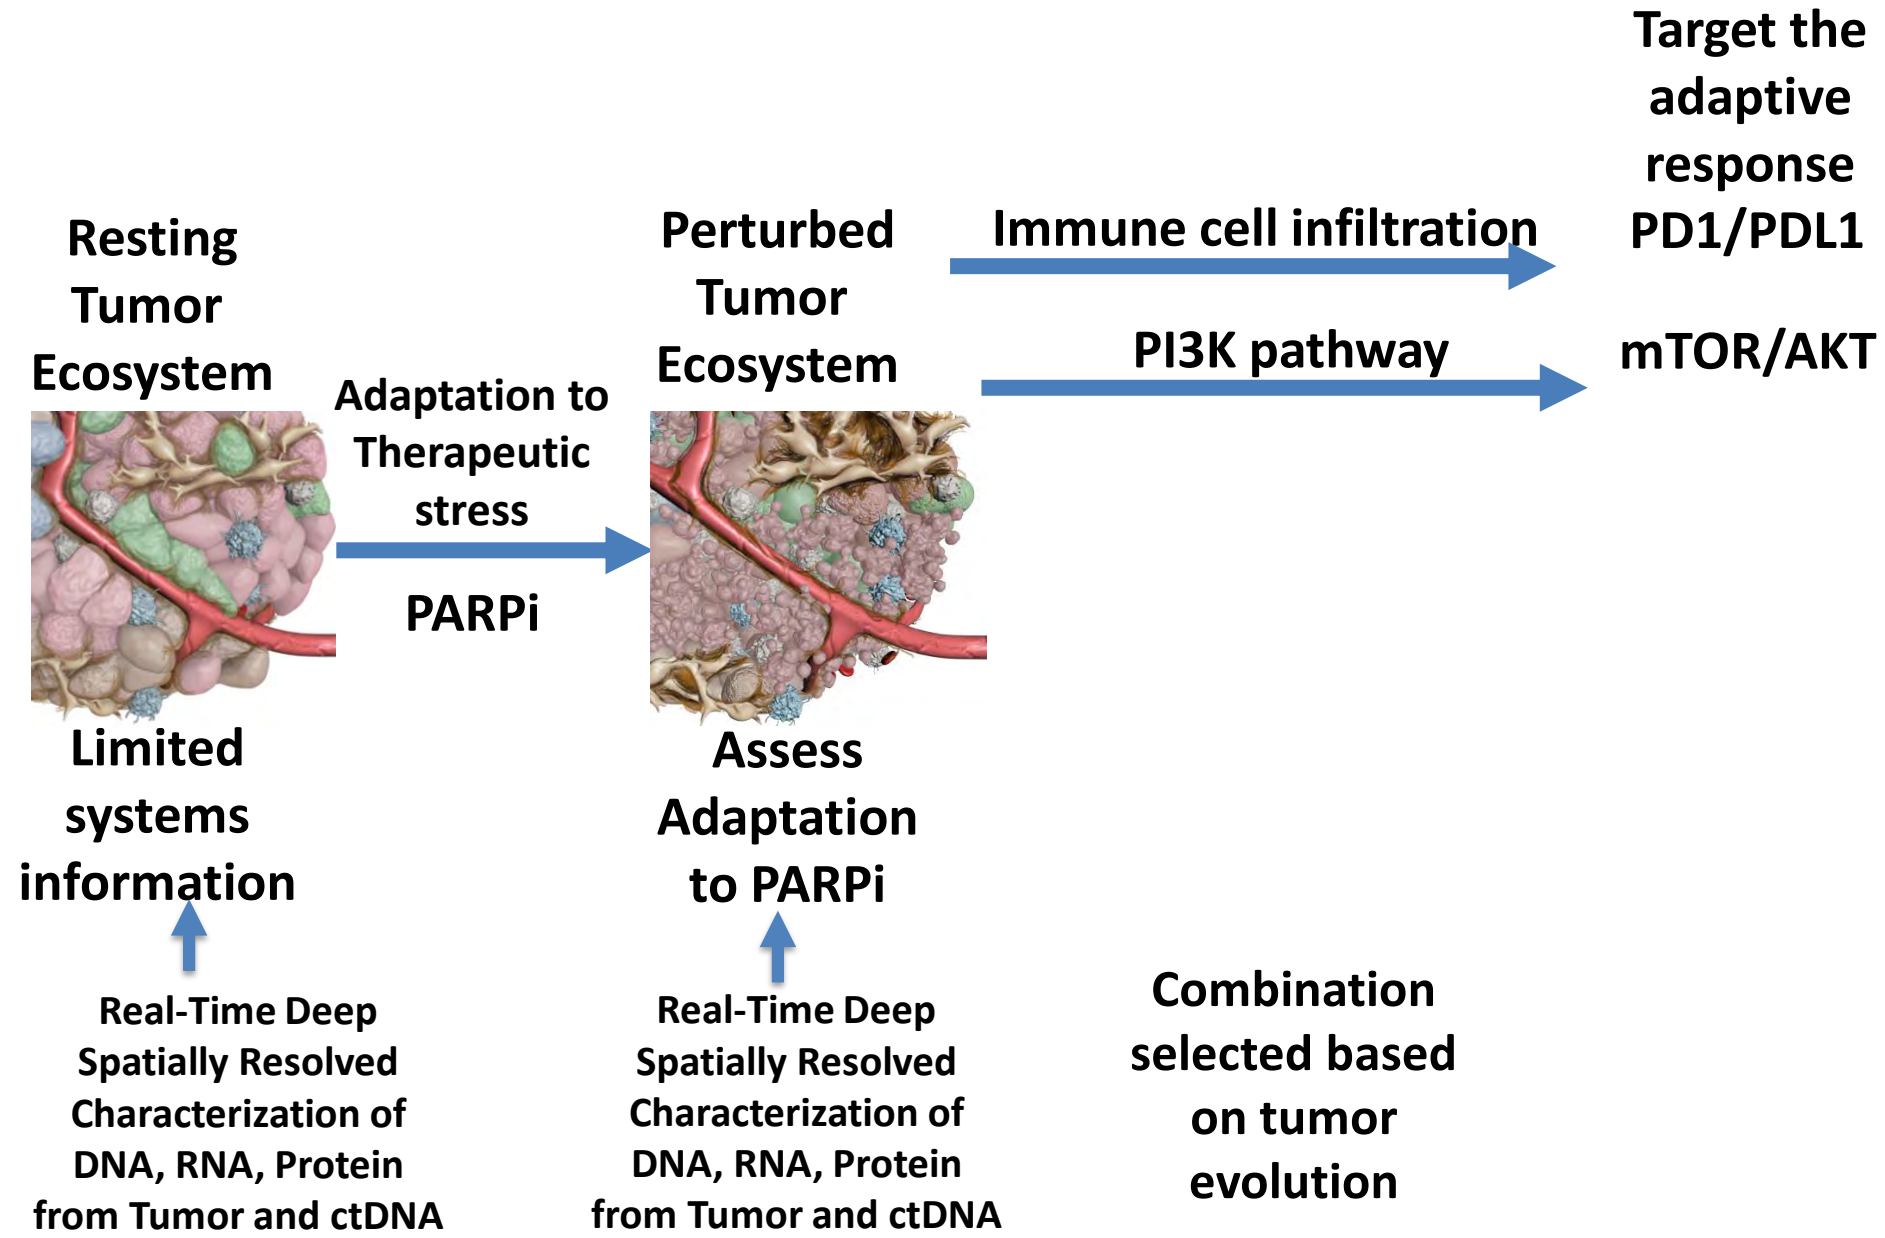 Resting
Tumor
Ecosystem
Limited
systems
information
Real-Time Deep
Spatially Resolved
Characterization of
DNA, RNA, Protein
from Tumor and ctDNA
Adaptation to
Therapeutic
stress
PARPi
Perturbed
Tumor
Ecosystem
Assess
Adaptation
to PARPi
Real-Time Deep
Spatially Resolved
Characterization of
DNA, RNA, Protein
from Tumor and ctDNA
Immune cell infiltration
PI3K pathway
Target the
adaptive
response
PD1/PDL1
mTOR/AKT
Combination
selected based
on tumor
evolution